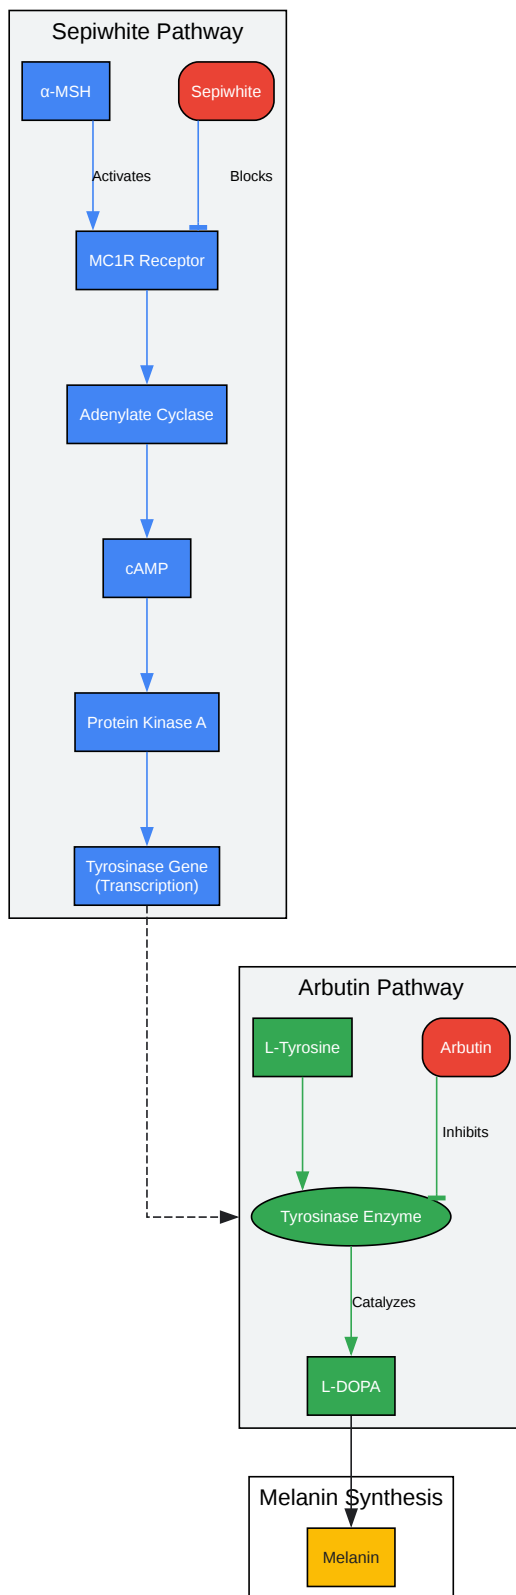 Sepiwhite Pathway
α-MSH
Sepiwhite
Activates
Blocks
MC1R Receptor
Adenylate Cyclase
cAMP
Protein Kinase A
Tyrosinase Gene
(Transcription)
Arbutin Pathway
L-Tyrosine
Arbutin
Inhibits
Tyrosinase Enzyme
Catalyzes
L-DOPA
Melanin Synthesis
Melanin